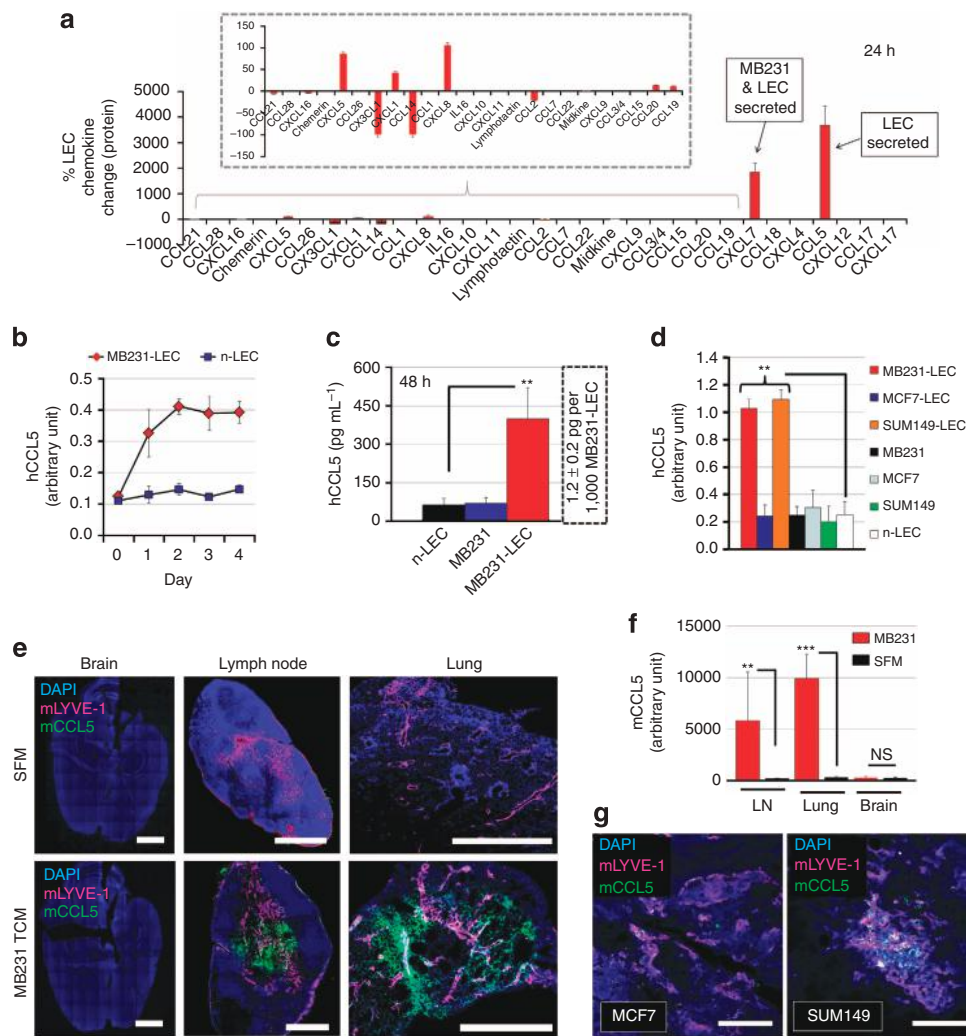 a
24 h
% LEC
chemokine
change (protein)
5000
4000
3000
2000
1000
0
−1000
150
100
50
0
−50
−100
−150
CCL21
CCL28
CXCL16
Chemerin
CXCL5
CCL26
CX3CL1
CXCL1
CCL14
CCL1
CXCL8
IL16
CXCL10
CXCL11
Lymphotactin
CCL2
CCL7
CCL22
Midkine
CXCL9
CCL3/4
CCL15
CCL20
CCL19
MB231
& LEC
secreted
LEC
secreted
CCL21
CCL28
CXCL16
Chemerin
CXCL5
CCL26
CX3CL1
CXCL1
CCL14
CCL1
CXCL8
IL16
CXCL10
CXCL11
Lymphotactin
CCL2
CCL7
CCL22
Midkine
CXCL9
CCL3/4
CCL15
CCL20
CCL19
CXCL7
CCL18
CXCL4
CCL5
CXCL12
CCL17
CXCL17
b
MB231-LEC
n-LEC
hCCL5
(arbitrary unit)
0.5
0.4
0.3
0.2
0.1
0.0
0 1 2 3 4
Day
c
48 h
**
hCCL5 (pg mL⁻¹)
600
450
300
150
0
n-LEC
MB231
MB231-LEC
1.2 ± 0.2 pg per
1,000 MB231-LEC
d
**
hCCL5
(arbitrary unit)
1.4
1.2
1.0
0.8
0.6
0.4
0.2
0.0
MB231-LEC
MCF7-LEC
SUM149-LEC
MB231
MCF7
SUM149
n-LEC
e
Brain
Lymph node
Lung
SFM
DAPI
mLYVE-1
mCCL5
MB231 TCM
DAPI
mLYVE-1
mCCL5
f
mCCL5
(arbitrary unit)
15000
10000
5000
0
**
***
NS
MB231
SFM
LN
Lung
Brain
g
DAPI
mLYVE-1
mCCL5
MCF7
DAPI
mLYVE-1
mCCL5
SUM149